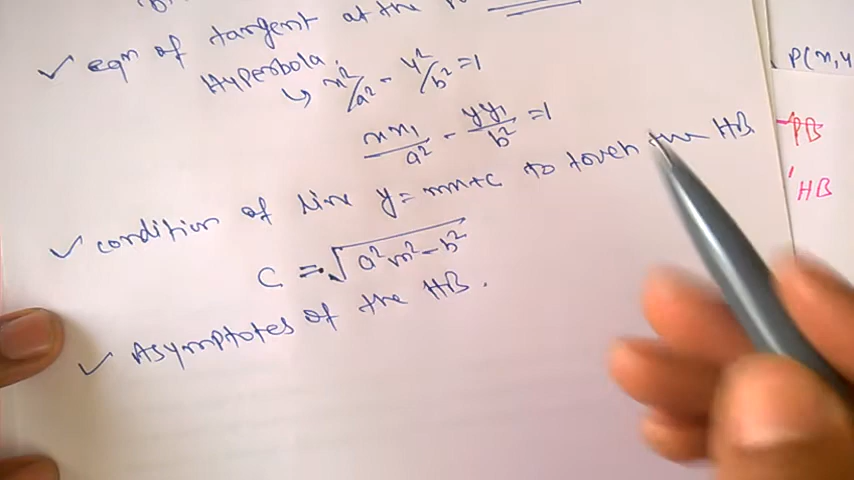 ✓ eqn of tangent at the
Hyperbola
↳ x²/a² - y²/b² = 1
xx₁/a² - yy₁/b² = 1
✓ condition of line y = mx+c to touch the HB
C = √a²m² - b²
✓ Asymptotes of the HB.
P(x,y
PB
HB